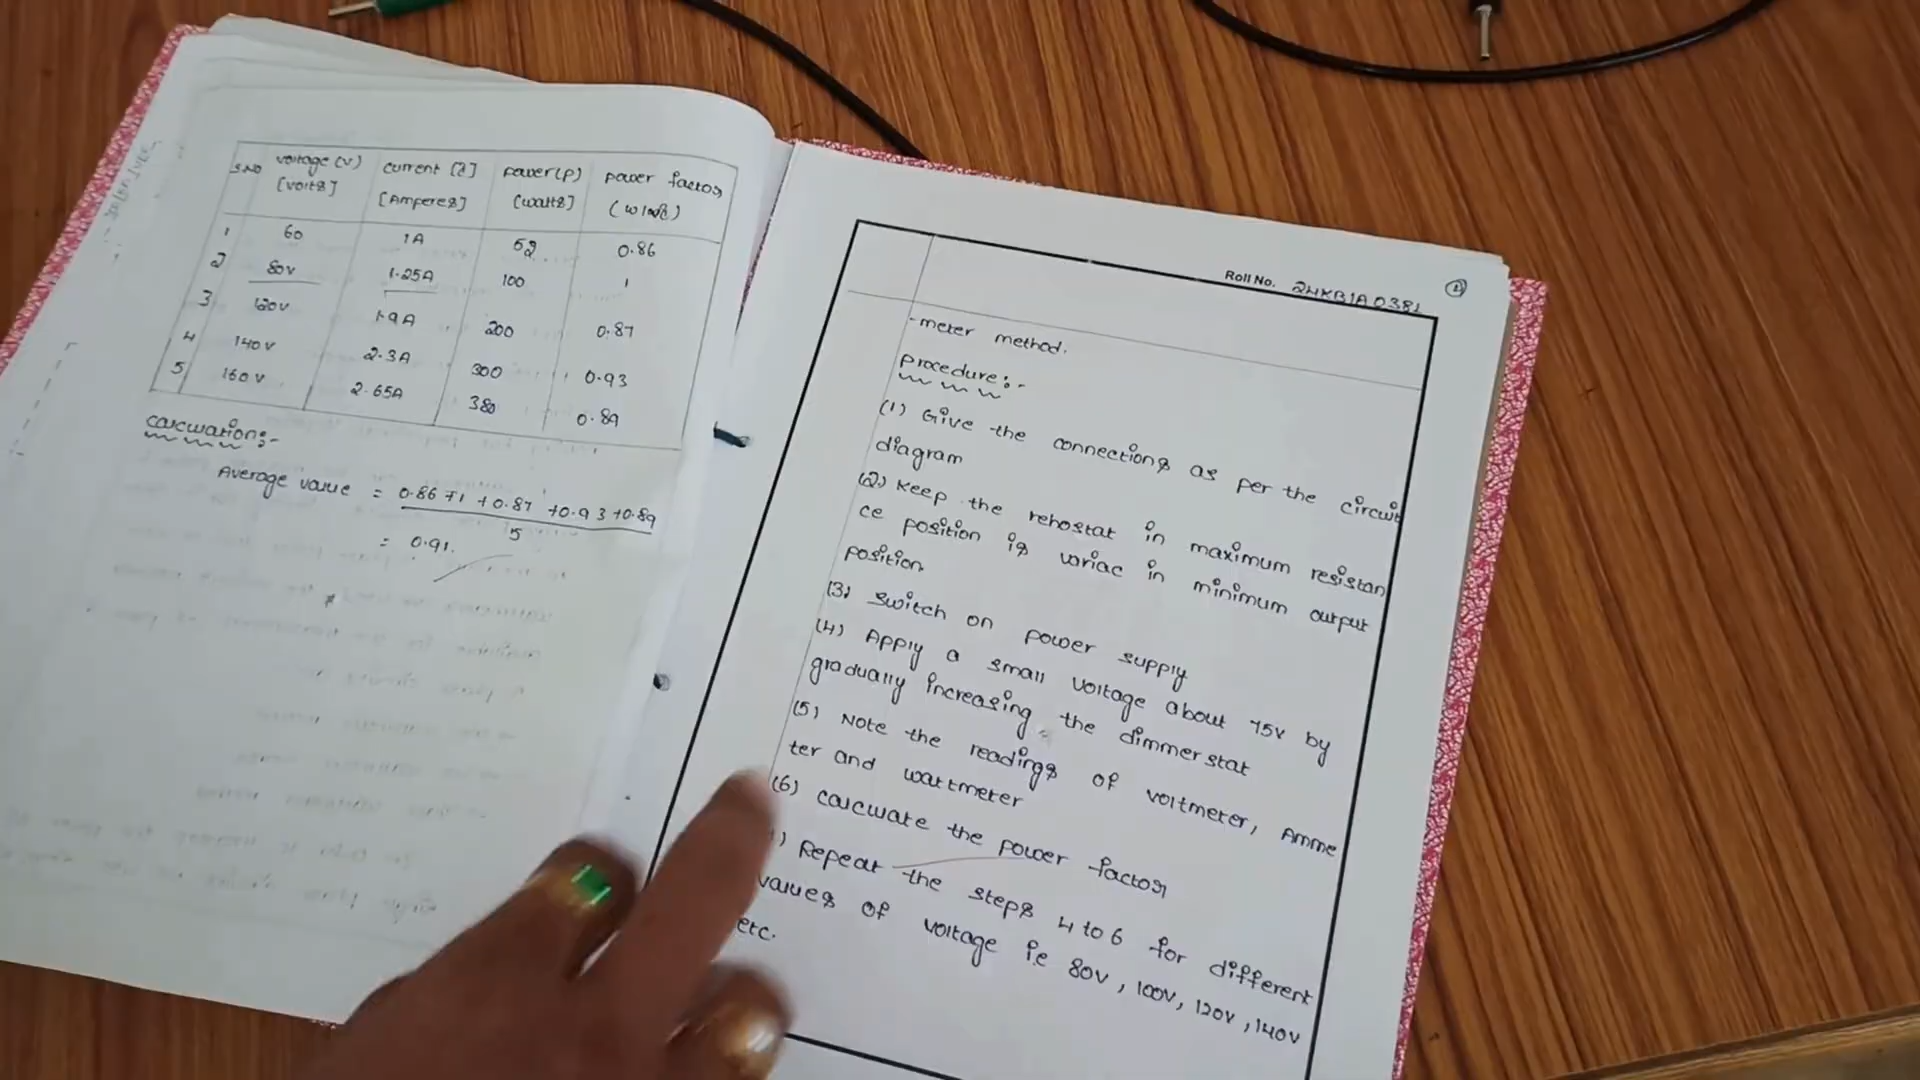 S.NO voltage (V) [volts] current [I] [Amperes] power (P) [watts] power factor (W/VI)
1 60 1A 52 0.86
2 80V 1.25A 100 1
3 120V 1.9A 200 0.87
4 140V 2.3A 300 0.93
5 160V 2.65A 380 0.89
calculation:-
Average value = 0.86+1+0.87+0.93+0.89
5
= 0.91.
Roll No. 24KB1A0381
-meter method.
procedure:-
(1) Give the connections as per the circuit
diagram
(2) Keep the rehostat in maximum resistan
ce position is variac in minimum output
position
(3) switch on power supply
(4) Apply a small voltage about 75v by
gradually increasing the dimmerstat
(5) Note the readings of voltmeter, Amme
ter and wattmeter
(6) calculate the power factor
) Repeat the steps 4 to 6 for different
values of voltage i.e 80v, 100v, 120v, 140v
etc.